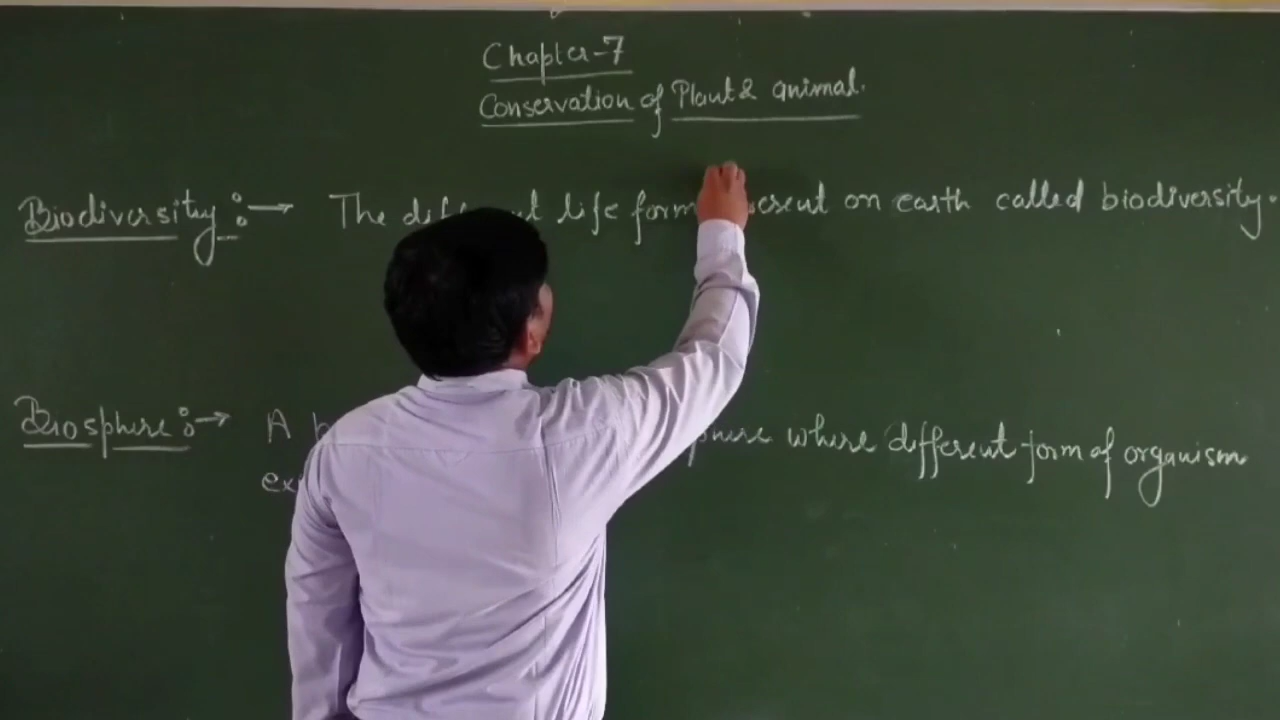 Chapter-7
Conservation of Plant & animal.
Biodiversity :→ The life form on earth called biodiversity.
Biosphere :→ A where different form of organism